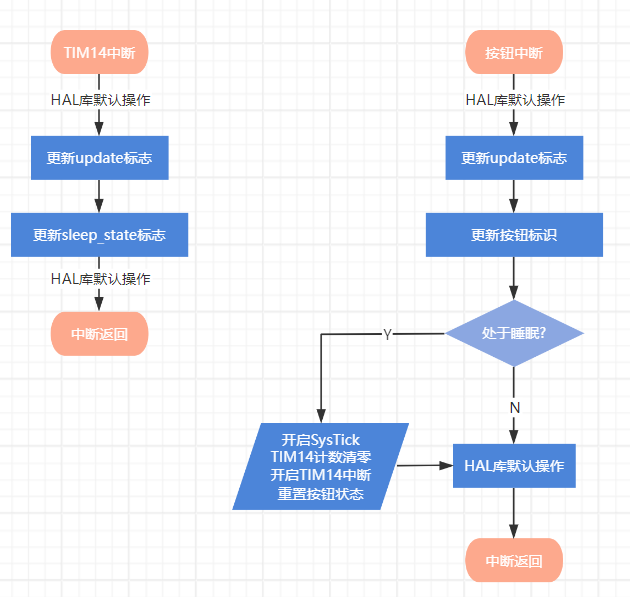 TIM14中断
HAL库默认操作
更新update标志
更新sleep_state标志
HAL库默认操作
中断返回
按钮中断
HAL库默认操作
更新update标志
更新按钮标识
处于睡眠?
Y
N
开启SysTick
TIM14计数清零
开启TIM14中断
重置按钮状态
HAL库默认操作
中断返回